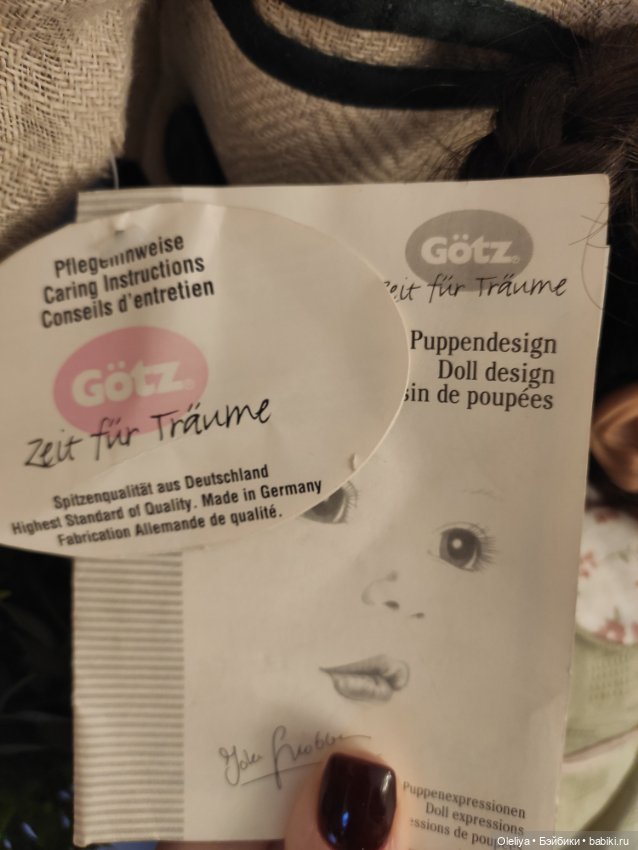 Pflegehinweise
Caring Instructions
Conseils d'entretien
Götz®
Zeit für Träume
Spitzenqualität aus Deutschland
Highest Standard of Quality. Made in Germany
Fabrication Allemande de qualité.
Götz®
Zeit für Träume
Puppendesign
Doll design
sin de poupées
Puppenexpressionen
Doll expressions
essions de poup
Oleliya • Бэйбики • babiki.ru